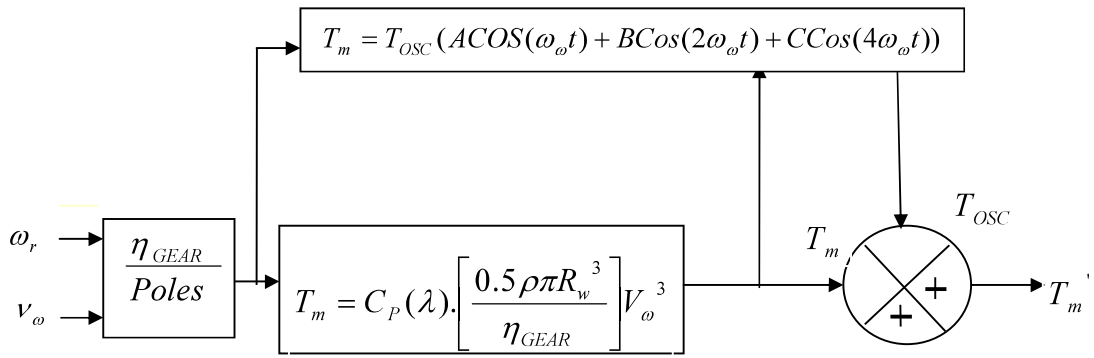 T_m = T_OSC (ACOS(ω_ω t) + BCos(2ω_ω t) + CCos(4ω_ω t))
T_OSC
ω_r
η_GEAR / Poles
T_m
T_m = C_P(λ).[0.5ρπR_w^3 / η_GEAR]V_ω^3
+
T_m'
ν_ω
+